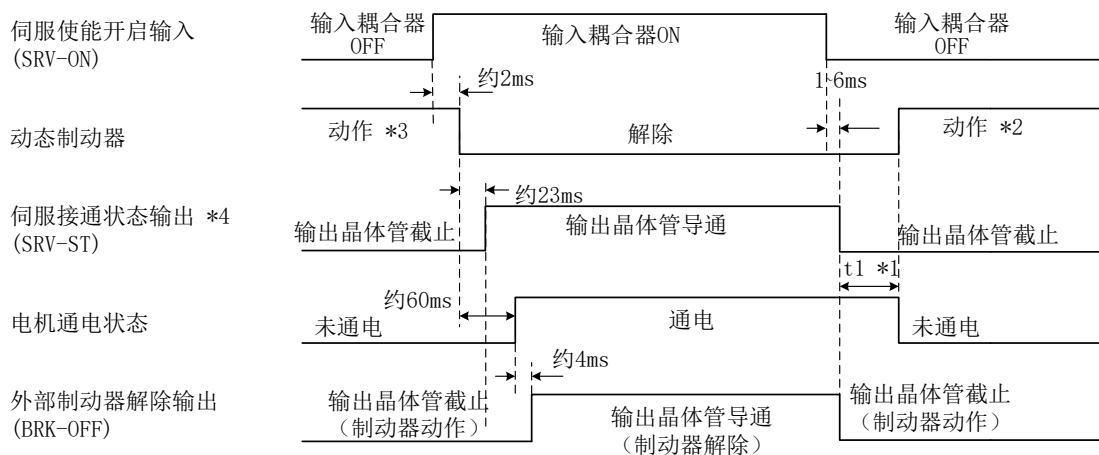 伺服使能开启输入
(SRV-ON)
输入耦合器
OFF
输入耦合器ON
输入耦合器
OFF
约2ms
1~6ms
动态制动器
动作 *3
解除
动作 *2
约23ms
伺服接通状态输出 *4
(SRV-ST)
输出晶体管截止
输出晶体管导通
输出晶体管截止
t1 *1
约60ms
电机通电状态
未通电
通电
未通电
约4ms
外部制动器解除输出
(BRK-OFF)
输出晶体管截止
（制动器动作）
输出晶体管导通
（制动器解除）
输出晶体管截止
（制动器动作）